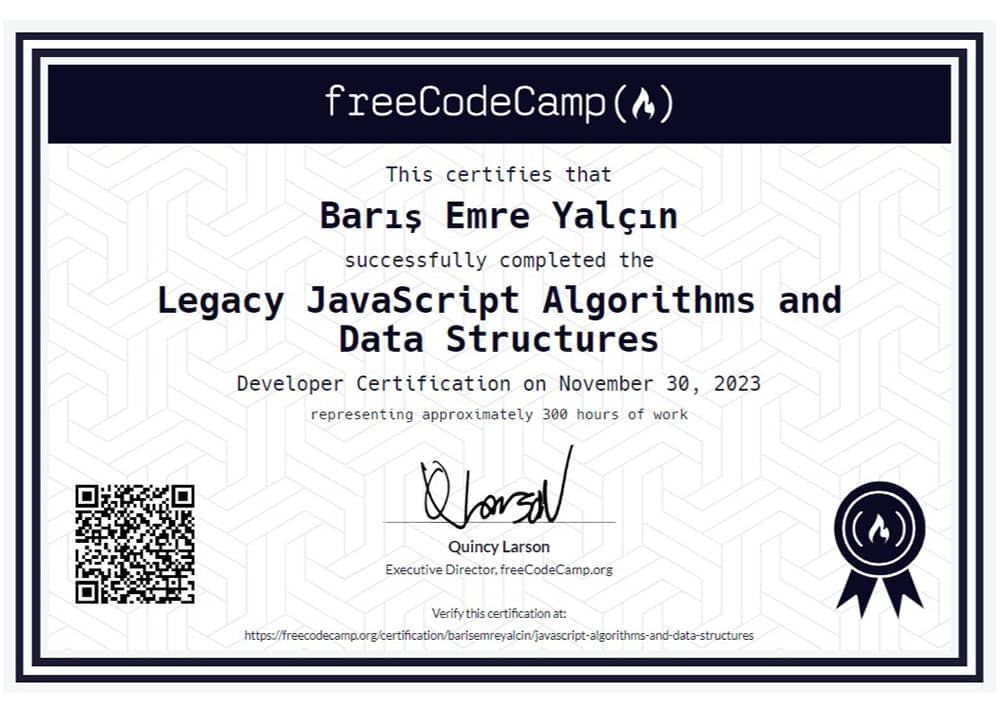 freeCodeCamp
This certifies that
Barış Emre Yalçın
successfully completed the
Legacy JavaScript Algorithms and
Data Structures
Developer Certification on November 30, 2023
representing approximately 300 hours of work
Quincy Larson
Executive Director, freeCodeCamp.org
Verify this certification at:
https://freecodecamp.org/certification/barisemreyalcin/javascript-algorithms-and-data-structures